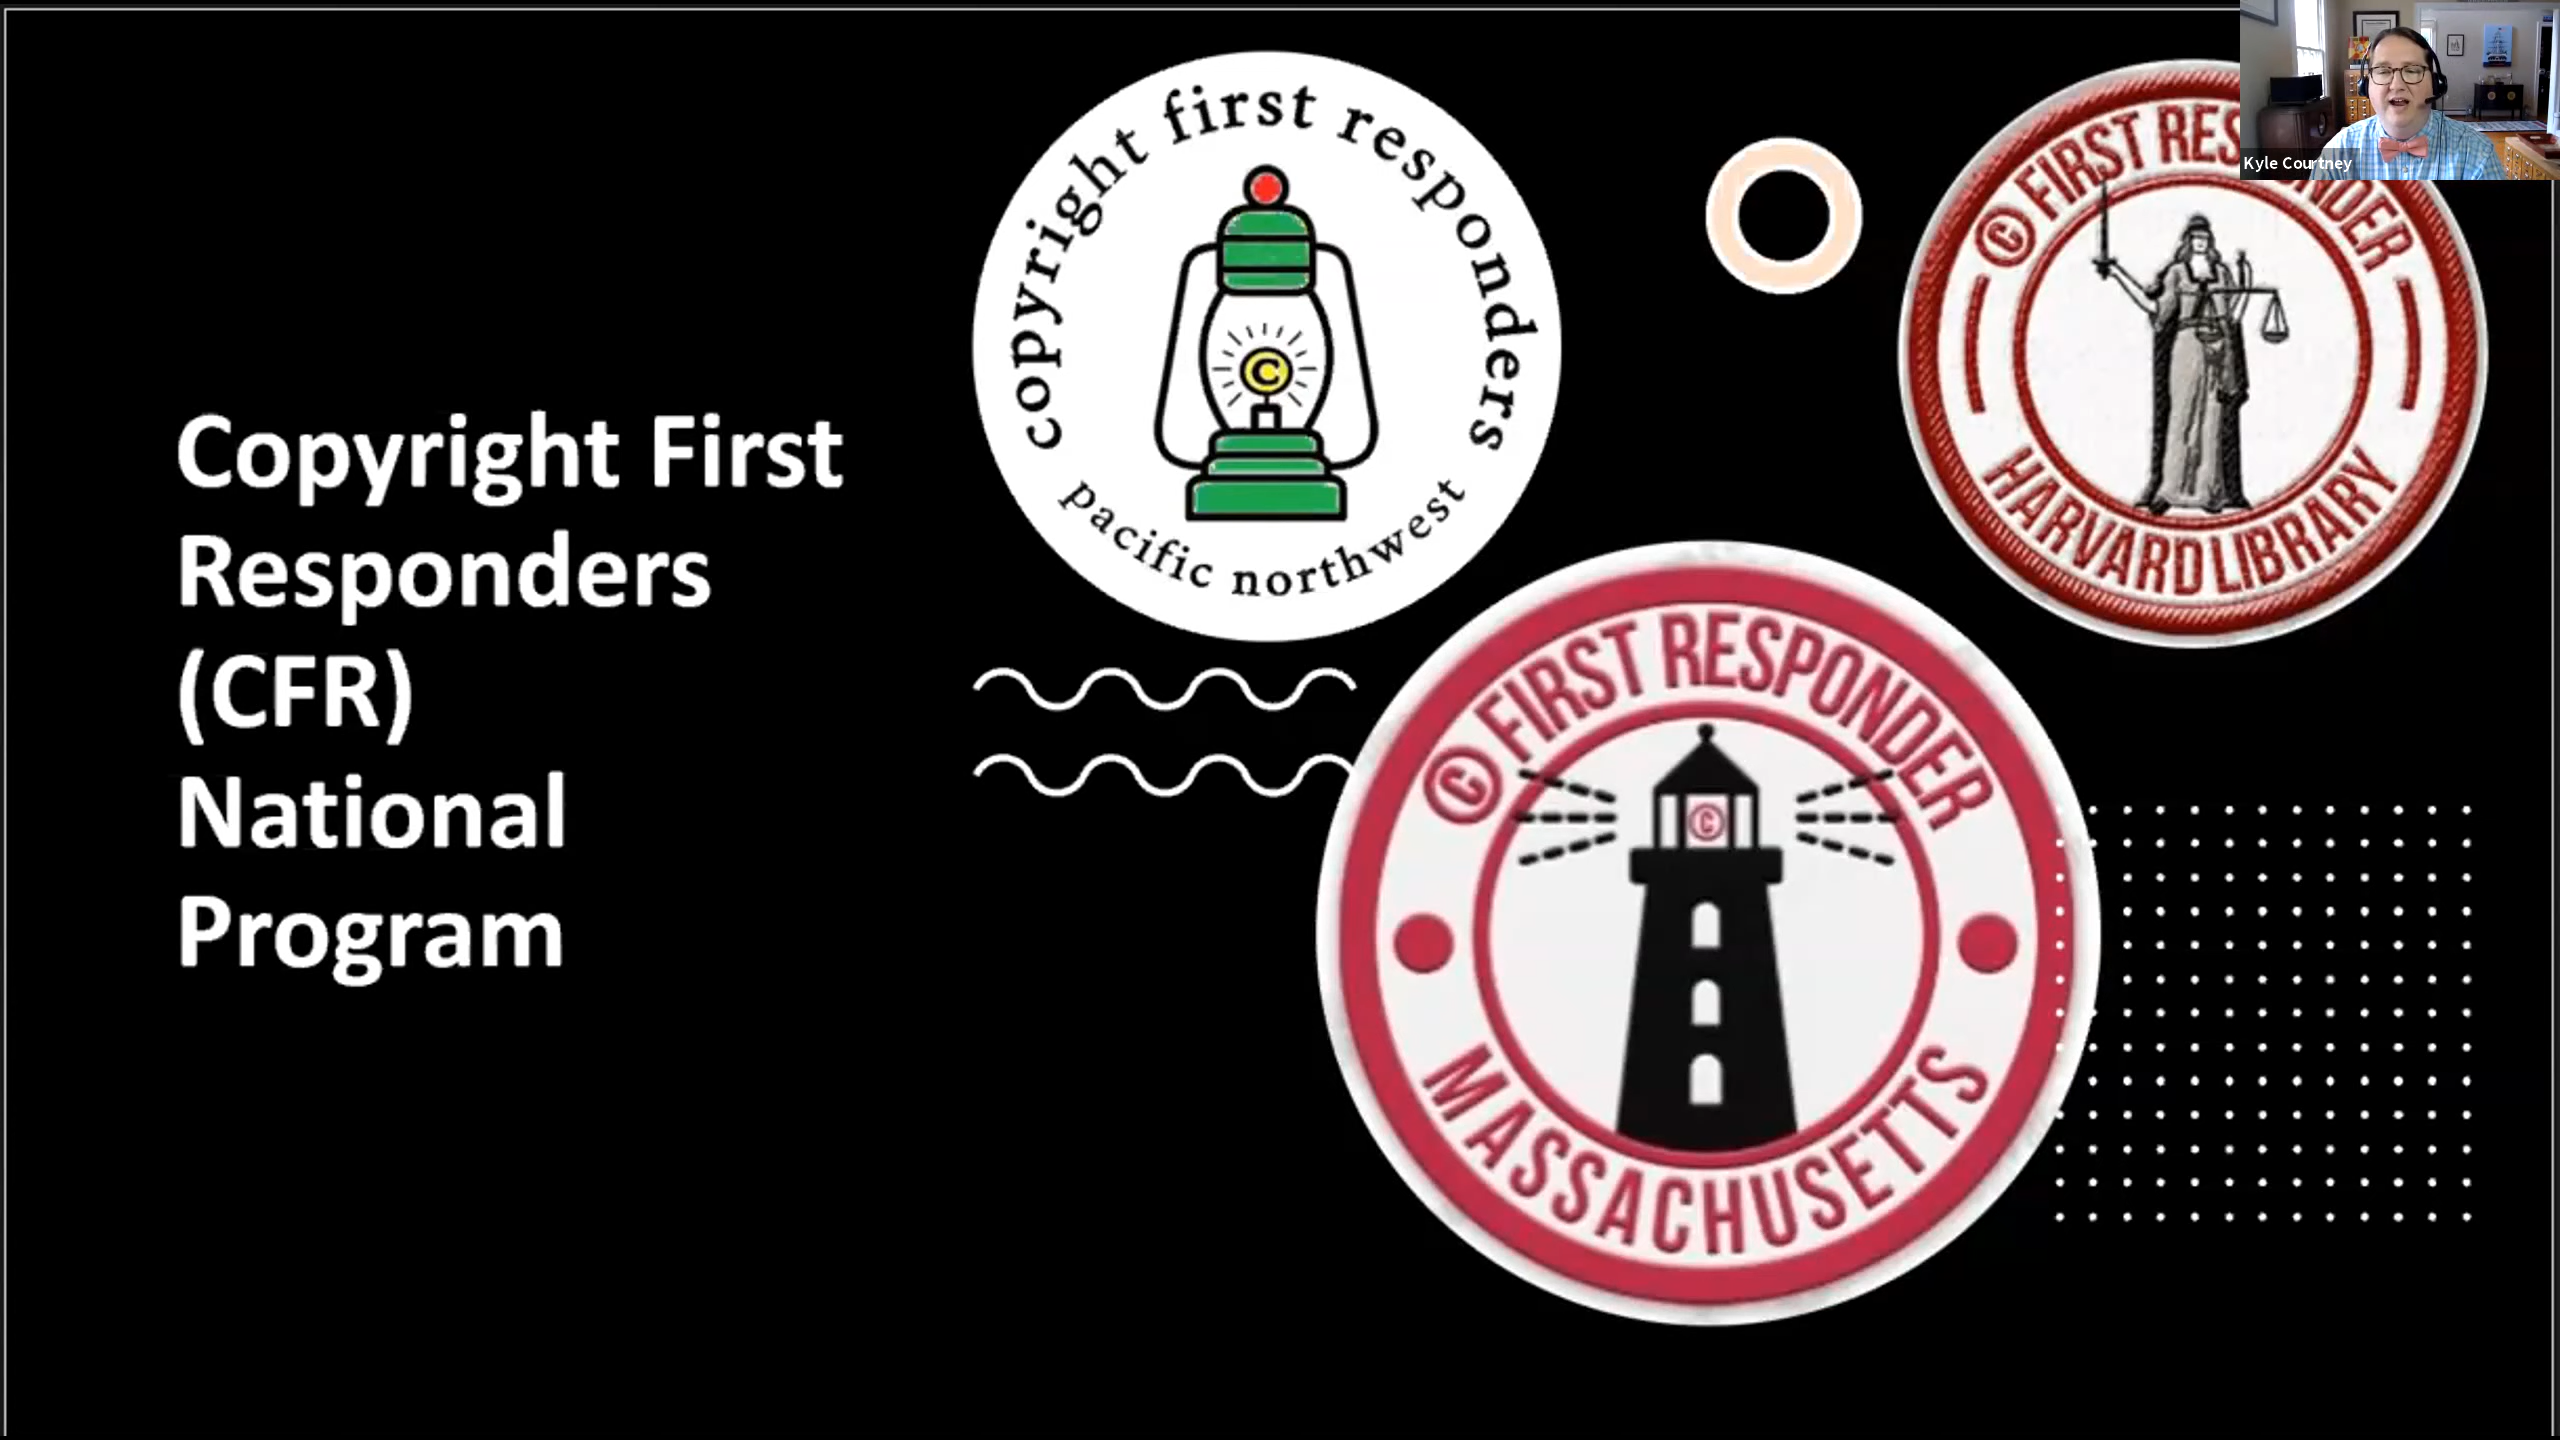 Copyright First
Responders
(CFR)
National
Program
copyright first responders
C
pacific northwest
© FIRST RESPONDER
HARVARD LIBRARY
© FIRST RESPONDER
©
MASSACHUSETTS
Kyle Courtney